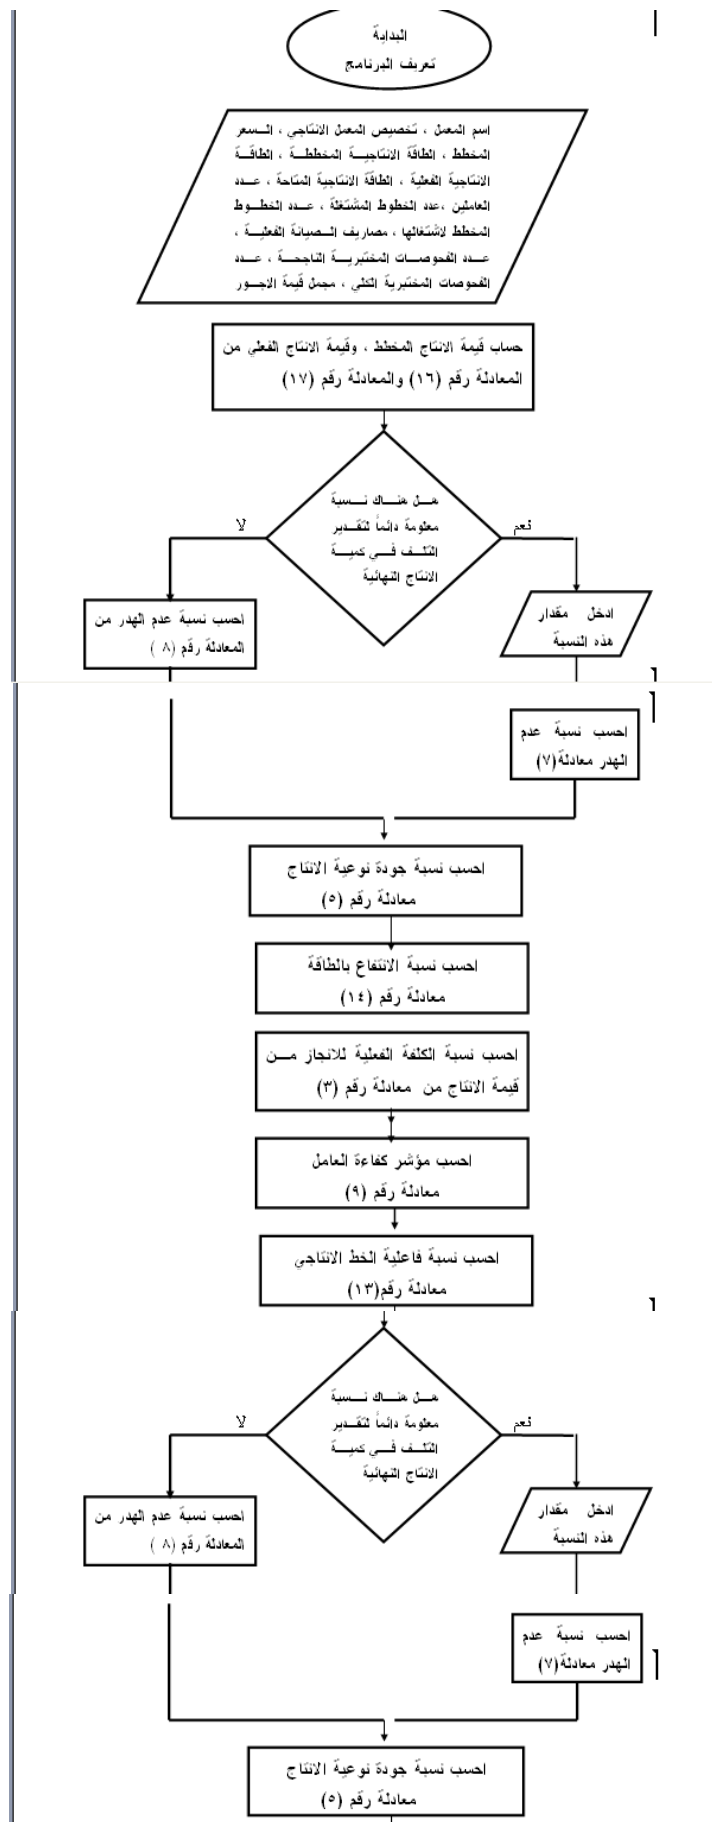 البداية
تعريف البرنامج
اسم المعمل ، تخصيص المعمل الانتاجي ، السعر
المخطط ، الطاقة الانتاجية المخططة ، الطاقة
الانتاجية الفعلية ، الطاقة الانتاجية المتاحة ، عدد
العاملين ،عدد الخطوط المشتغلة ، عدد الخطوط
المخطط لاشتغالها ، مصاريف الصيانة الفعلية ،
عدد الفحوصات المختبرية الناجحة ، عدد
الفحوصات المختبرية الكلي ، مجمل قيمة الاجور
حساب قيمة الانتاج المخطط ، وقيمة الانتاج الفعلي من
المعادلة رقم (١٦) والمعادلة رقم (١٧)
هل هناك نسبة
معلومة دائماً لتقدير
التلف في كمية
الانتاج النهائية
نعم
لا
ادخل مقدار
هذه النسبة
احسب نسبة عدم الهدر من
المعادلة رقم (٨ )
احسب نسبة عدم
الهدر معادلة(٧)
احسب نسبة جودة نوعية الانتاج
معادلة رقم (٥)
احسب نسبة الانتفاع بالطاقة
معادلة رقم (١٤)
احسب نسبة الكلفة الفعلية للانجاز من
قيمة الانتاج من معادلة رقم (٣)
احسب مؤشر كفاءة العامل
معادلة رقم (٩)
احسب نسبة فاعلية الخط الانتاجي
معادلة رقم(١٣)
هل هناك نسبة
معلومة دائماً لتقدير
التلف في كمية
الانتاج النهائية
نعم
لا
ادخل مقدار
هذه النسبة
احسب نسبة عدم الهدر من
المعادلة رقم (٨ )
احسب نسبة عدم
الهدر معادلة(٧)
احسب نسبة جودة نوعية الانتاج
معادلة رقم (٥)